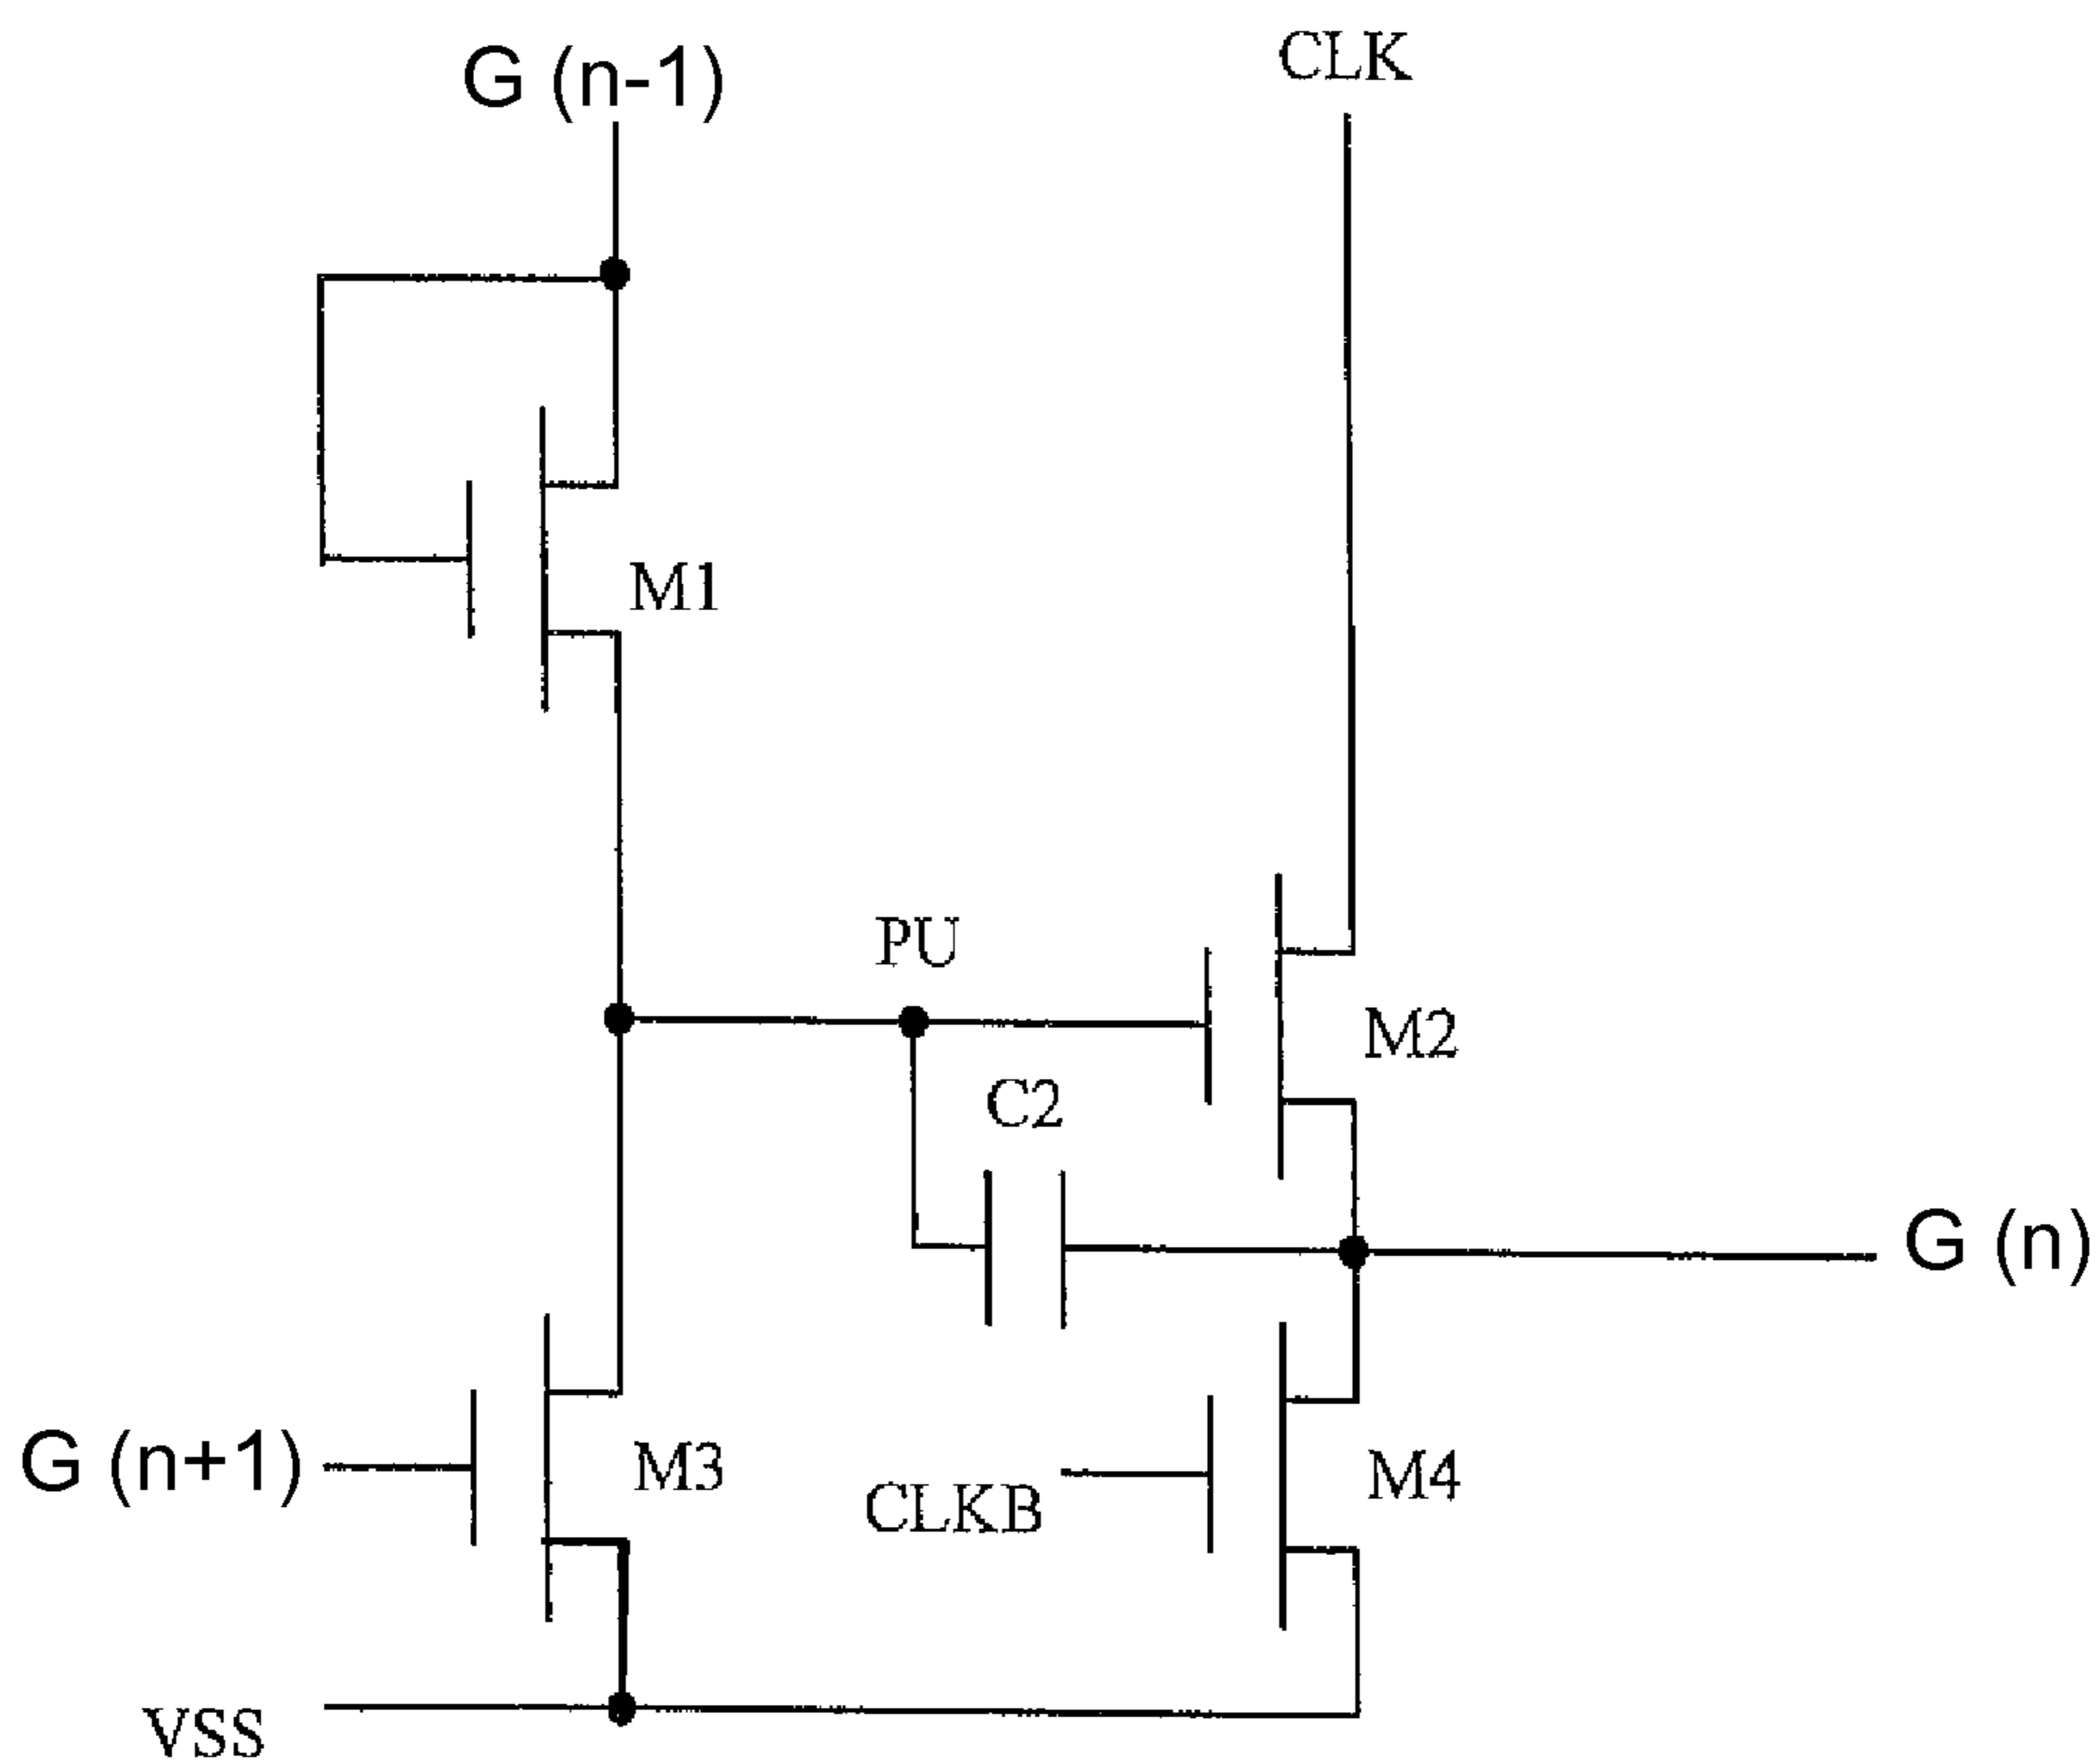 G (n-1)
CLK
M1
PU
M2
C2
G (n)
G (n+1)
M3
CLKB
M4
VSS